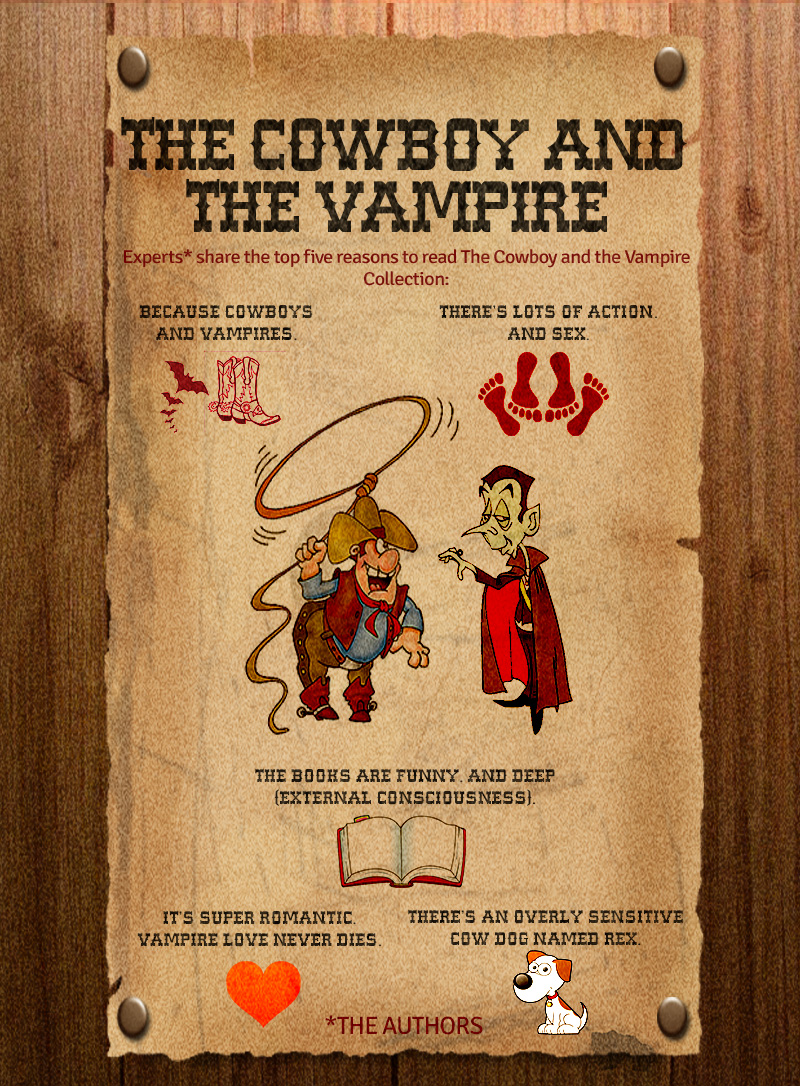 THE COWBOY AND
THE VAMPIRE
Experts* share the top five reasons to read The Cowboy and the Vampire
Collection:
BECAUSE COWBOYS
AND VAMPIRES.
THERE'S LOTS OF ACTION.
AND SEX.
THE BOOKS ARE FUNNY. AND DEEP
(EXTERNAL CONSCIOUSNESS).
IT'S SUPER ROMANTIC.
VAMPIRE LOVE NEVER DIES.
THERE'S AN OVERLY SENSITIVE
COW DOG NAMED REX.
*THE AUTHORS